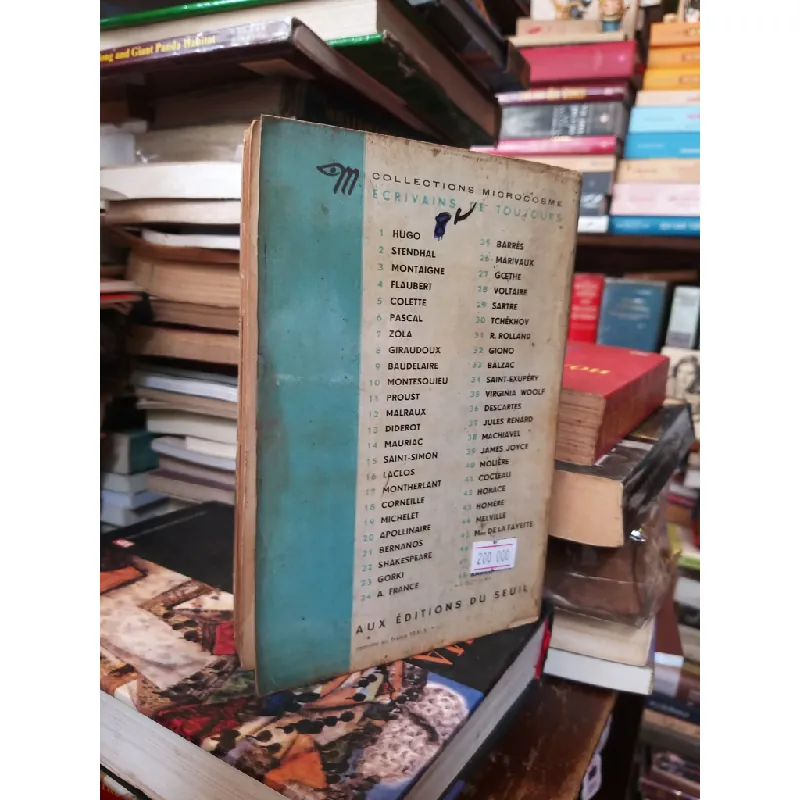 ong and Giant Panda Habitat
m
COLLECTIONS MICROCOSME
ECRIVAINS DE TOUJOURS
1 HUGO
2 STENDHAL
3 MONTAIGNE
4 FLAUBERT
5 COLETTE
6 PASCAL
7 ZOLA
8 GIRAUDOUX
9 BAUDELAIRE
10 MONTESQUIEU
11 PROUST
12 MALRAUX
13 DIDEROT
14 MAURIAC
15 SAINT-SIMON
16 LACLOS
17 MONTHERLANT
18 CORNEILLE
19 MICHELET
20 APOLLINAIRE
21 BERNANOS
22 SHAKESPEARE
23 GORKI
24 A. FRANCE
25 BARRÈS
26 MARIVAUX
27 GŒTHE
28 VOLTAIRE
29 SARTRE
30 TCHÉKHOV
31 R. ROLLAND
32 GIONO
33 BALZAC
34 SAINT-EXUPÉRY
35 VIRGINIA WOOLF
36 DESCARTES
37 JULES RENARD
38 MACHIAVEL
39 JAMES JOYCE
40 MOLIÈRE
41 COCTEAU
42 HORACE
43 HOMÈRE
44 MELVILLE
45 Mme DE LA FAYETTE
46
200 000
AUX ÉDITIONS DU SEUIL